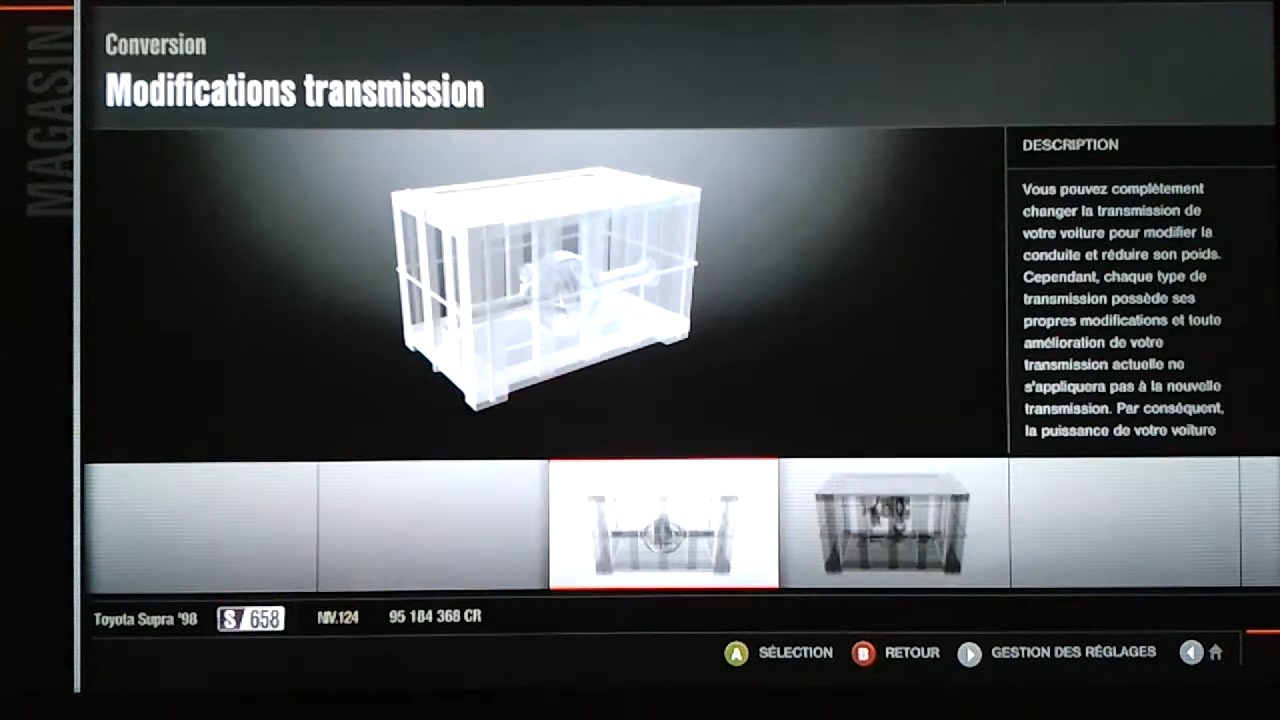 MAGASIN
Conversion
Modifications transmission
DESCRIPTION
Vous pouvez complètement
changer la transmission de
votre voiture pour modifier la
conduite et réduire son poids.
Cependant, chaque type de
transmission possède ses
propres modifications et toute
amélioration de votre
transmission actuelle ne
s'appliquera pas à la nouvelle
transmission. Par conséquent,
la puissance de votre voiture
Toyota Supra '98 S/658 NIV.124 95 184 368 CR
A SÉLECTION B RETOUR GESTION DES RÉGLAGES